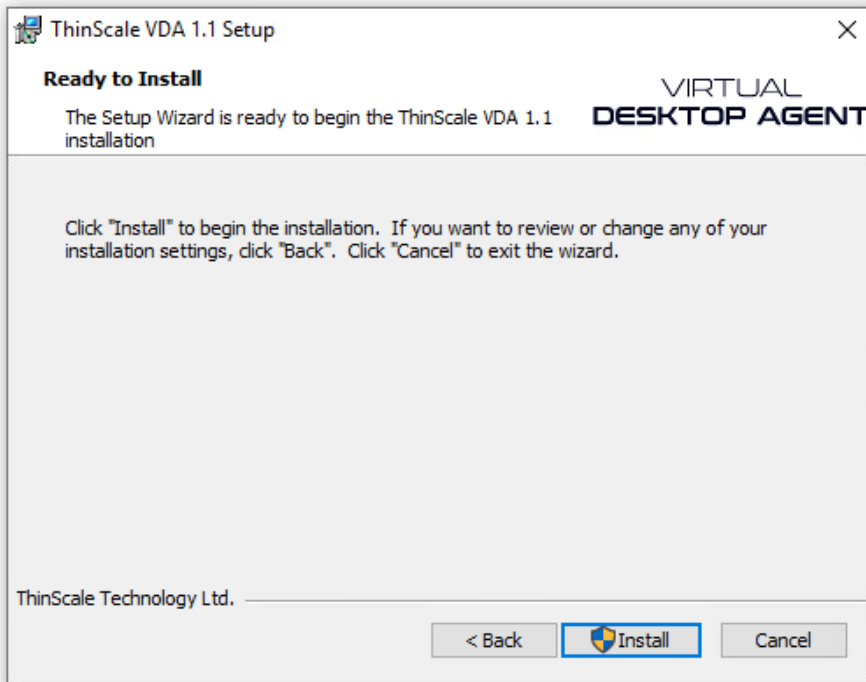 ThinScale VDA 1.1 Setup
Ready to Install
The Setup Wizard is ready to begin the ThinScale VDA 1.1
installation
VIRTUAL
DESKTOP AGENT
Click "Install" to begin the installation.  If you want to review or change any of your
installation settings, click "Back".  Click "Cancel" to exit the wizard.
ThinScale Technology Ltd.
< Back
Install
Cancel